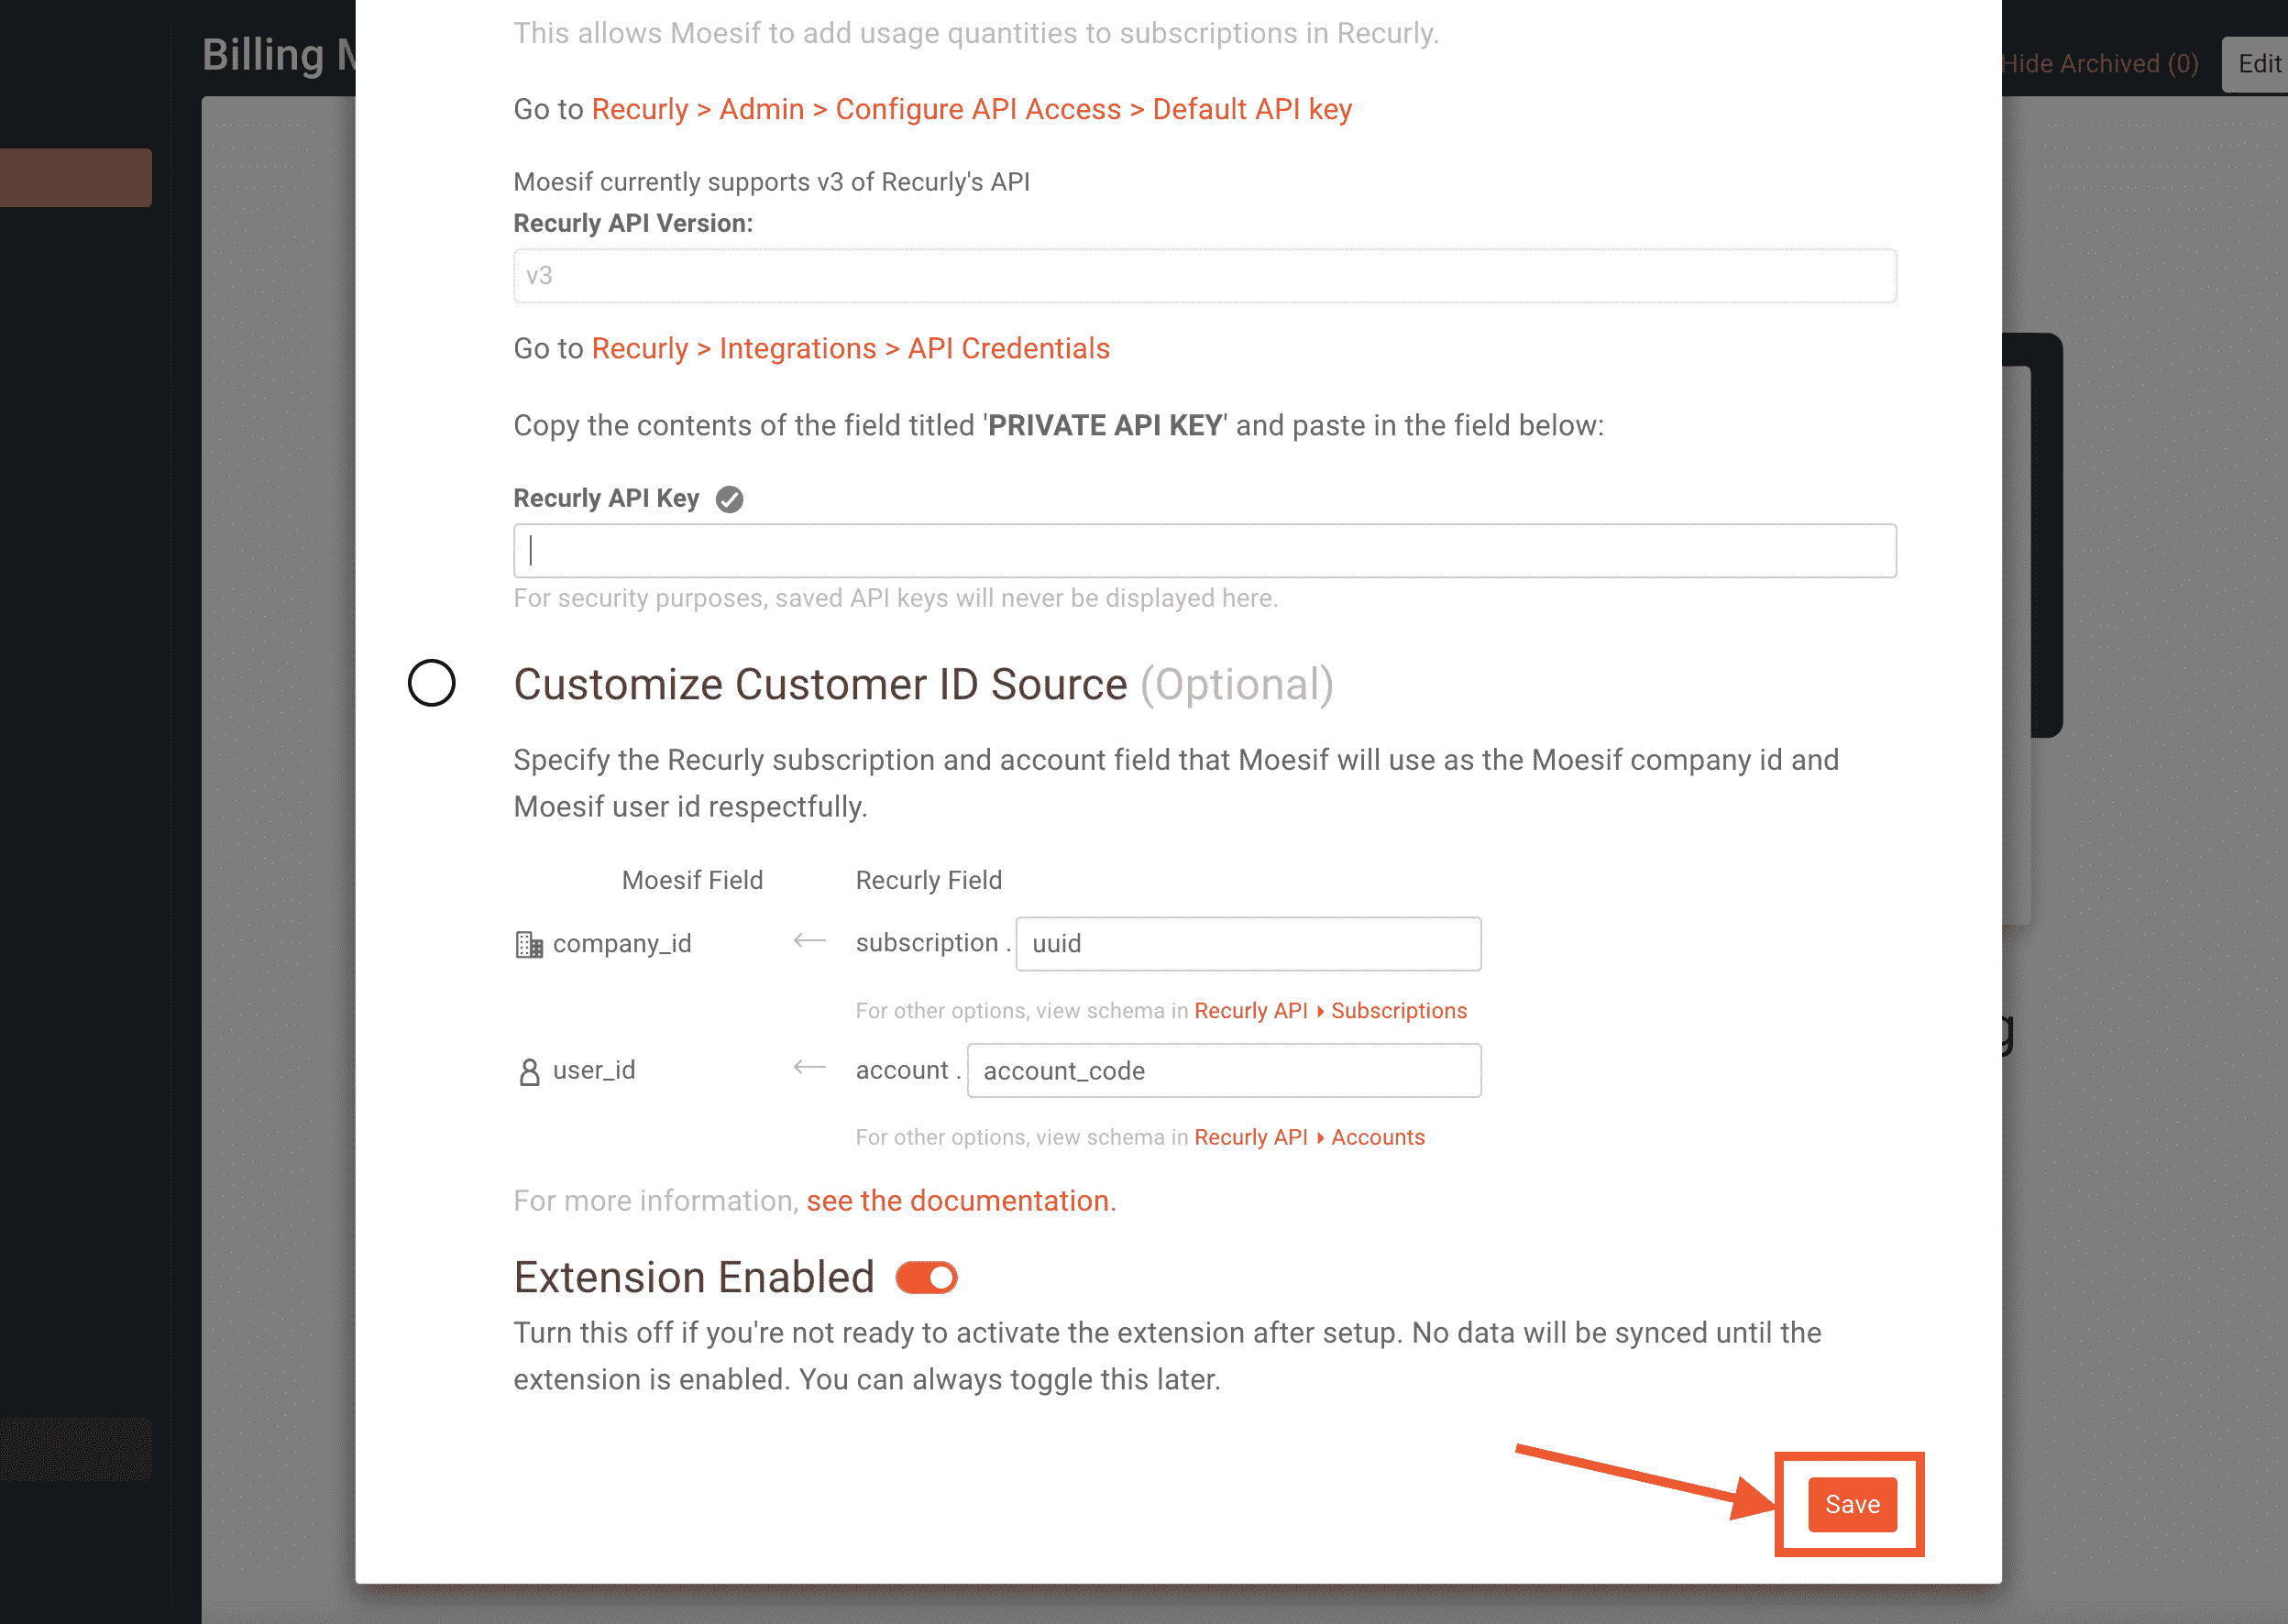 This allows Moesif to add usage quantities to subscriptions in Recurly.
Billing
Hide Archived (0)
Edit
Go to Recurly > Admin > Configure API Access > Default API key
Moesif currently supports v3 of Recurly's API
Recurly API Version:
v3
Go to Recurly > Integrations > API Credentials
Copy the contents of the field titled 'PRIVATE API KEY' and paste in the field below:
Recurly API Key
For security purposes, saved API keys will never be displayed here.
Customize Customer ID Source (Optional)
Specify the Recurly subscription and account field that Moesif will use as the Moesif company id and
Moesif user id respectfully.
Moesif Field Recurly Field
company_id ← subscription . uuid
For other options, view schema in Recurly API ▸ Subscriptions
user_id ← account . account_code
For other options, view schema in Recurly API ▸ Accounts
For more information, see the documentation.
Extension Enabled
Turn this off if you're not ready to activate the extension after setup. No data will be synced until the
extension is enabled. You can always toggle this later.
Save